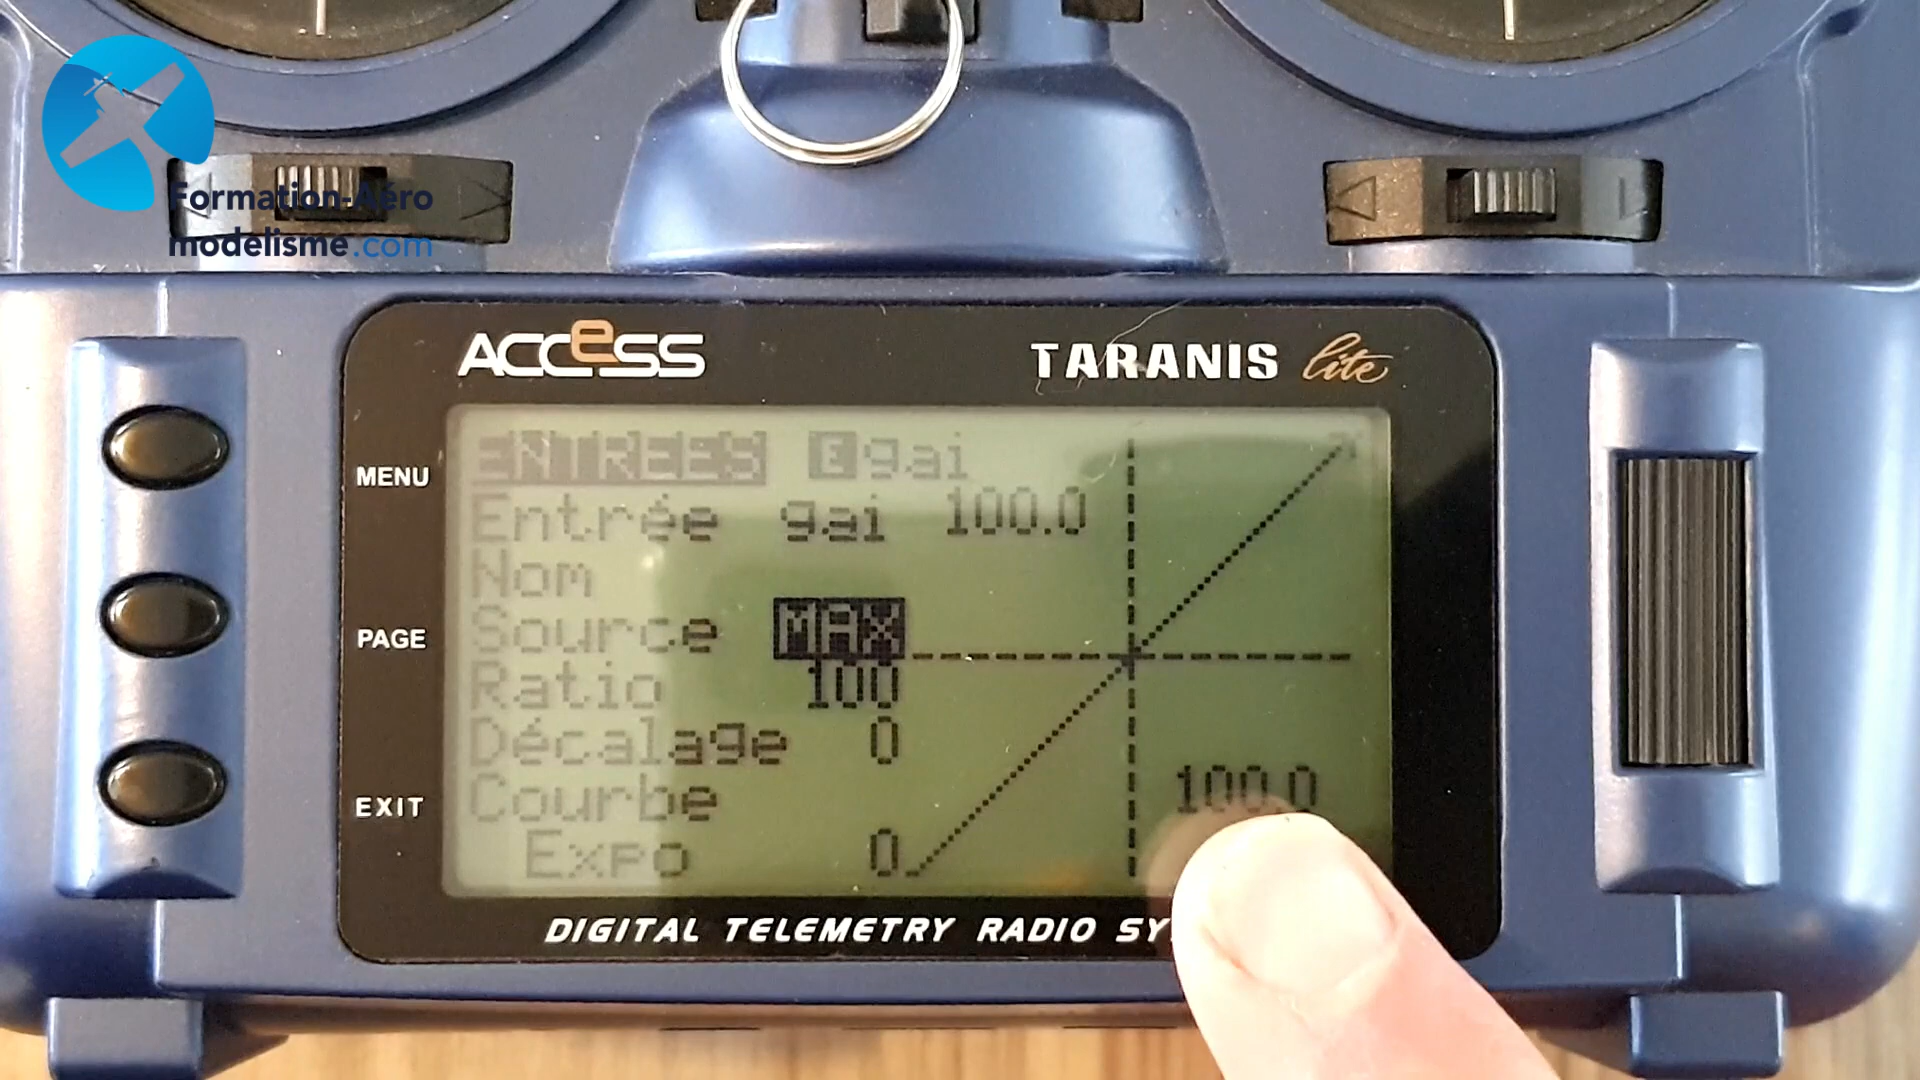 Formation-Aéro
modelisme.com
ACCeSS
TARANIS lite
MENU
PAGE
EXIT
ENTREES Egai
Entrée gai 100.0
Nom
Source MAX
Ratio 100
Décalage 0
Courbe 100.0
Expo 0
DIGITAL TELEMETRY RADIO SY